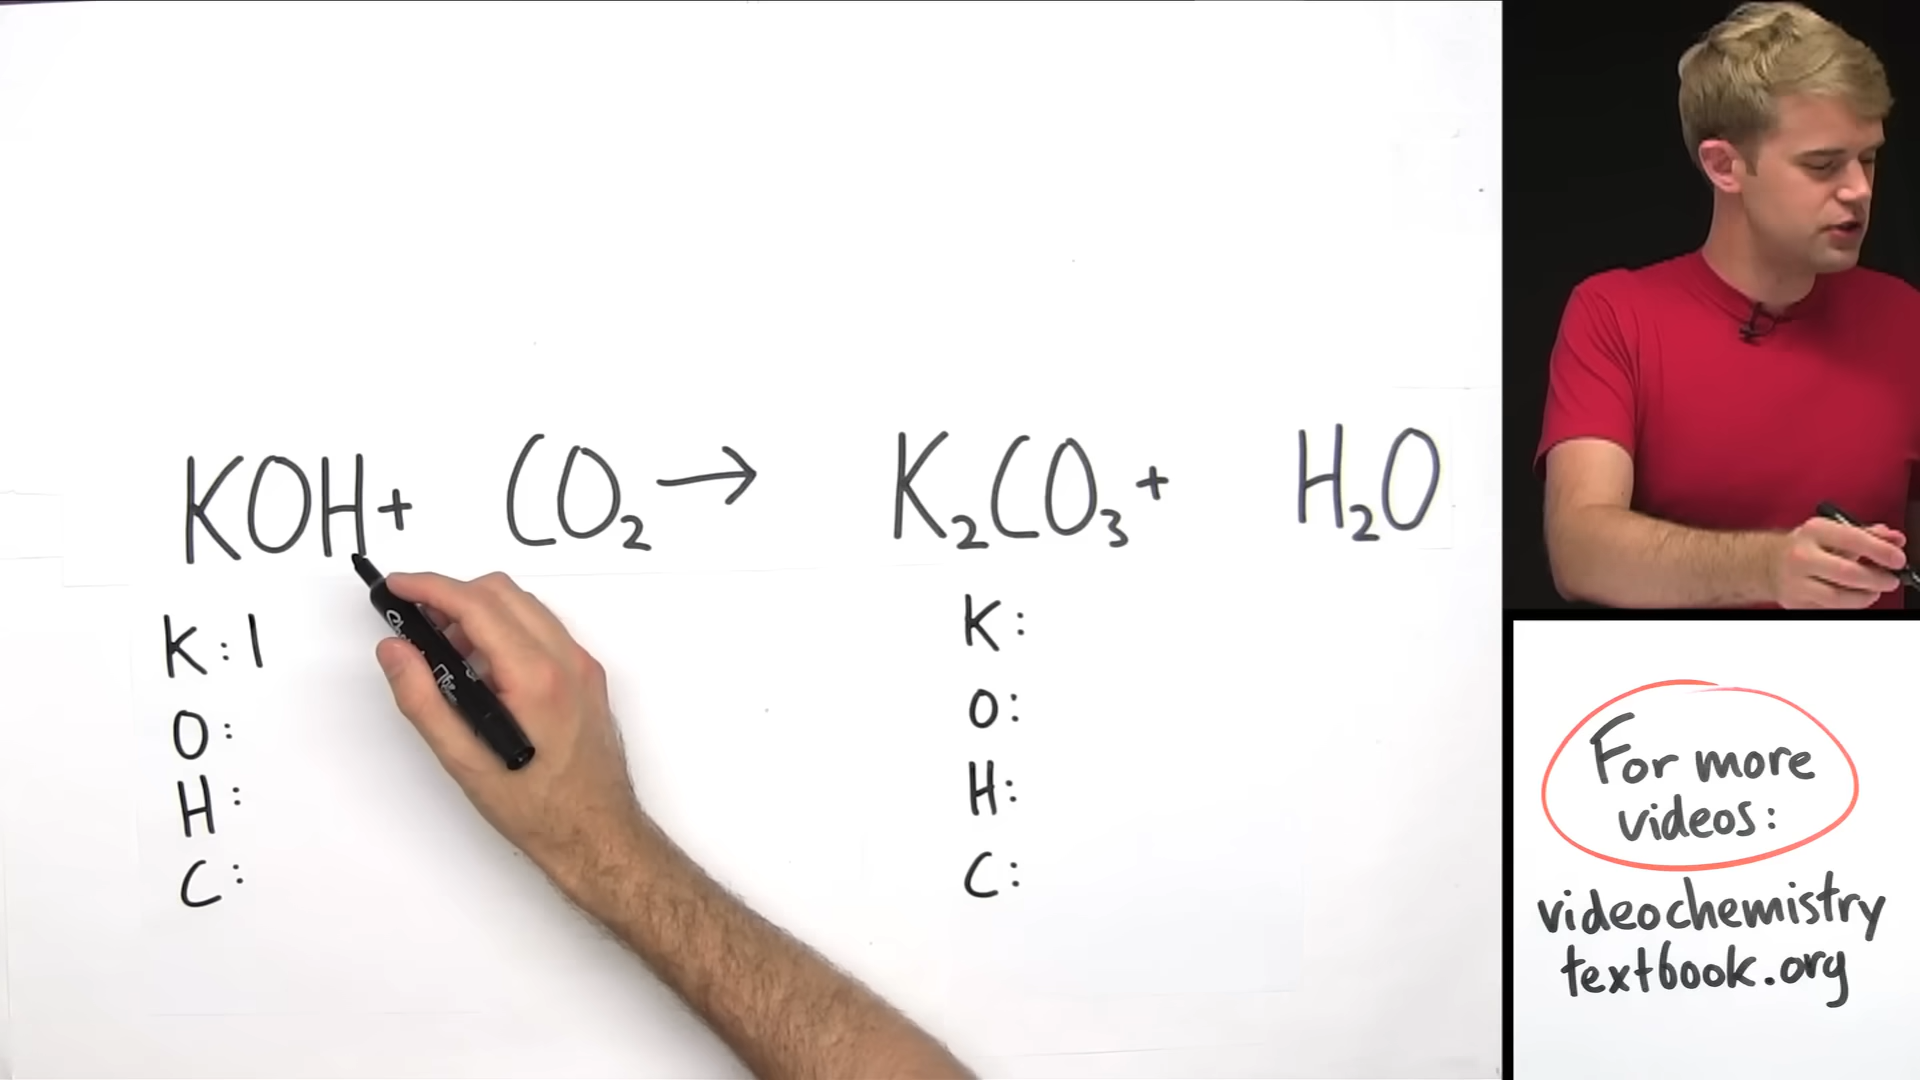 KOH + CO₂ → K₂CO₃ + H₂O
K: 1
O:
H:
C:
K:
O:
H:
C:
For more
videos:
videochemistry
textbook.org